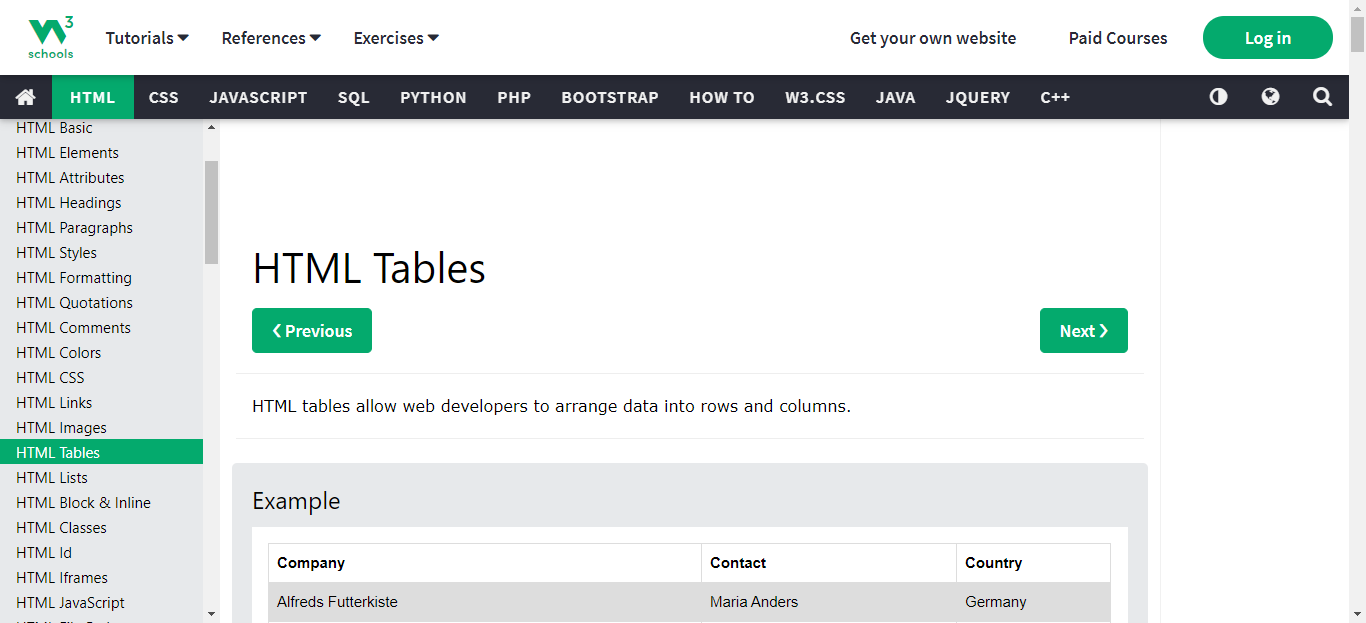 3
schools
Tutorials References Exercises Get your own website Paid Courses Log in
HTML CSS JAVASCRIPT SQL PYTHON PHP BOOTSTRAP HOW TO W3.CSS JAVA JQUERY C++
HTML Basic
HTML Elements
HTML Attributes
HTML Headings
HTML Paragraphs
HTML Styles
HTML Formatting
HTML Quotations
HTML Comments
HTML Colors
HTML CSS
HTML Links
HTML Images
HTML Tables
HTML Lists
HTML Block & Inline
HTML Classes
HTML Id
HTML Iframes
HTML JavaScript
HTML Tables
❮ Previous
Next ❯
HTML tables allow web developers to arrange data into rows and columns.
Example
Company Contact Country
Alfreds Futterkiste Maria Anders Germany